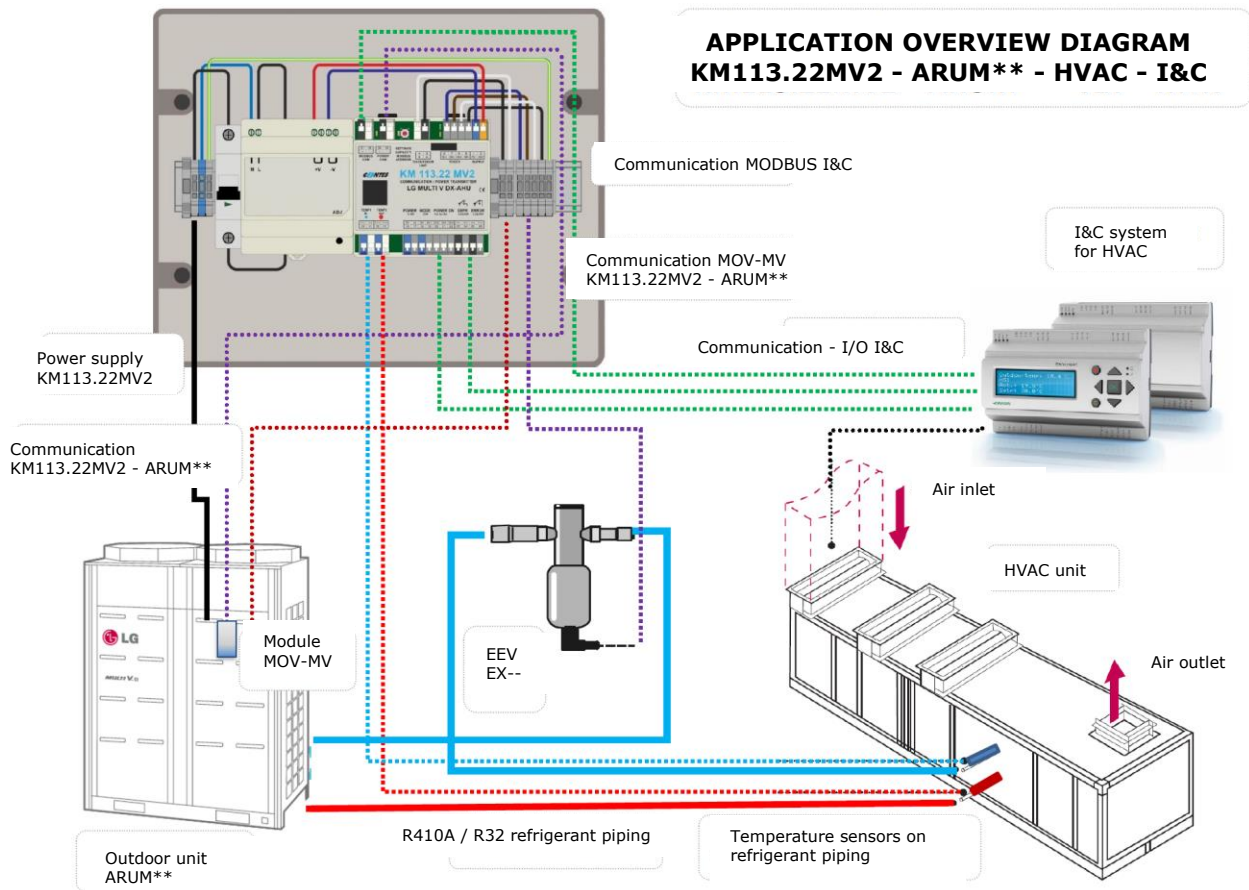 APPLICATION OVERVIEW DIAGRAM
KM113.22MV2 - ARUM** - HVAC - I&C
Communication MODBUS I&C
KM 113.22 MV2
LG MULTI V DX-AHU
I&C system
for HVAC
Communication MOV-MV
KM113.22MV2 - ARUM**
Communication - I/O I&C
Power supply
KM113.22MV2
Communication
KM113.22MV2 - ARUM**
Air inlet
HVAC unit
LG
MULTI V
Module
MOV-MV
EEV
EX--
Air outlet
R410A / R32 refrigerant piping
Temperature sensors on
refrigerant piping
Outdoor unit
ARUM**